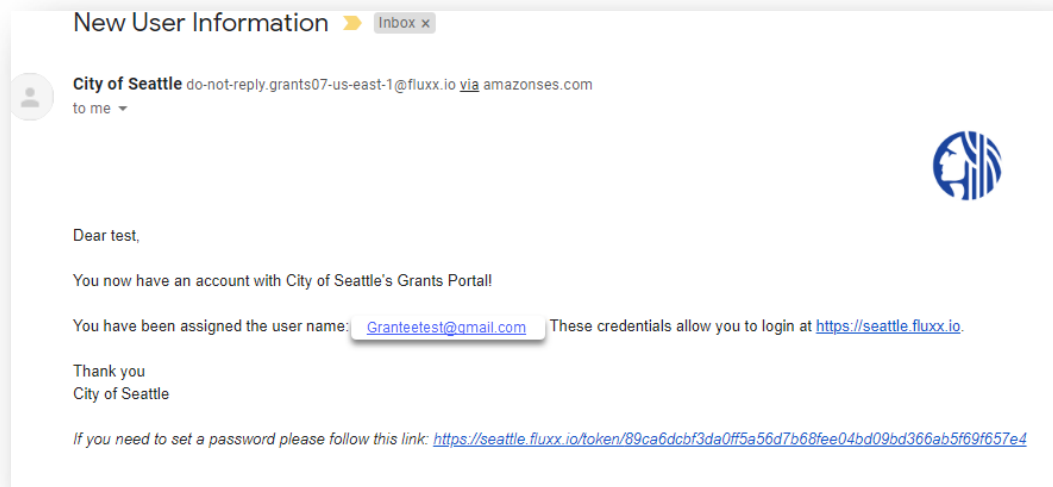 New User Information Inbox ×
City of Seattle do-not-reply.grants07-us-east-1@fluxx.io via amazonses.com
to me
Dear test,
You now have an account with City of Seattle's Grants Portal!
You have been assigned the user name: Granteetest@gmail.com These credentials allow you to login at https://seattle.fluxx.io.
Thank you
City of Seattle
If you need to set a password please follow this link: https://seattle.fluxx.io/token/89ca6dcbf3da0ff5a56d7b68fee04bd09bd366ab5f69f657e4